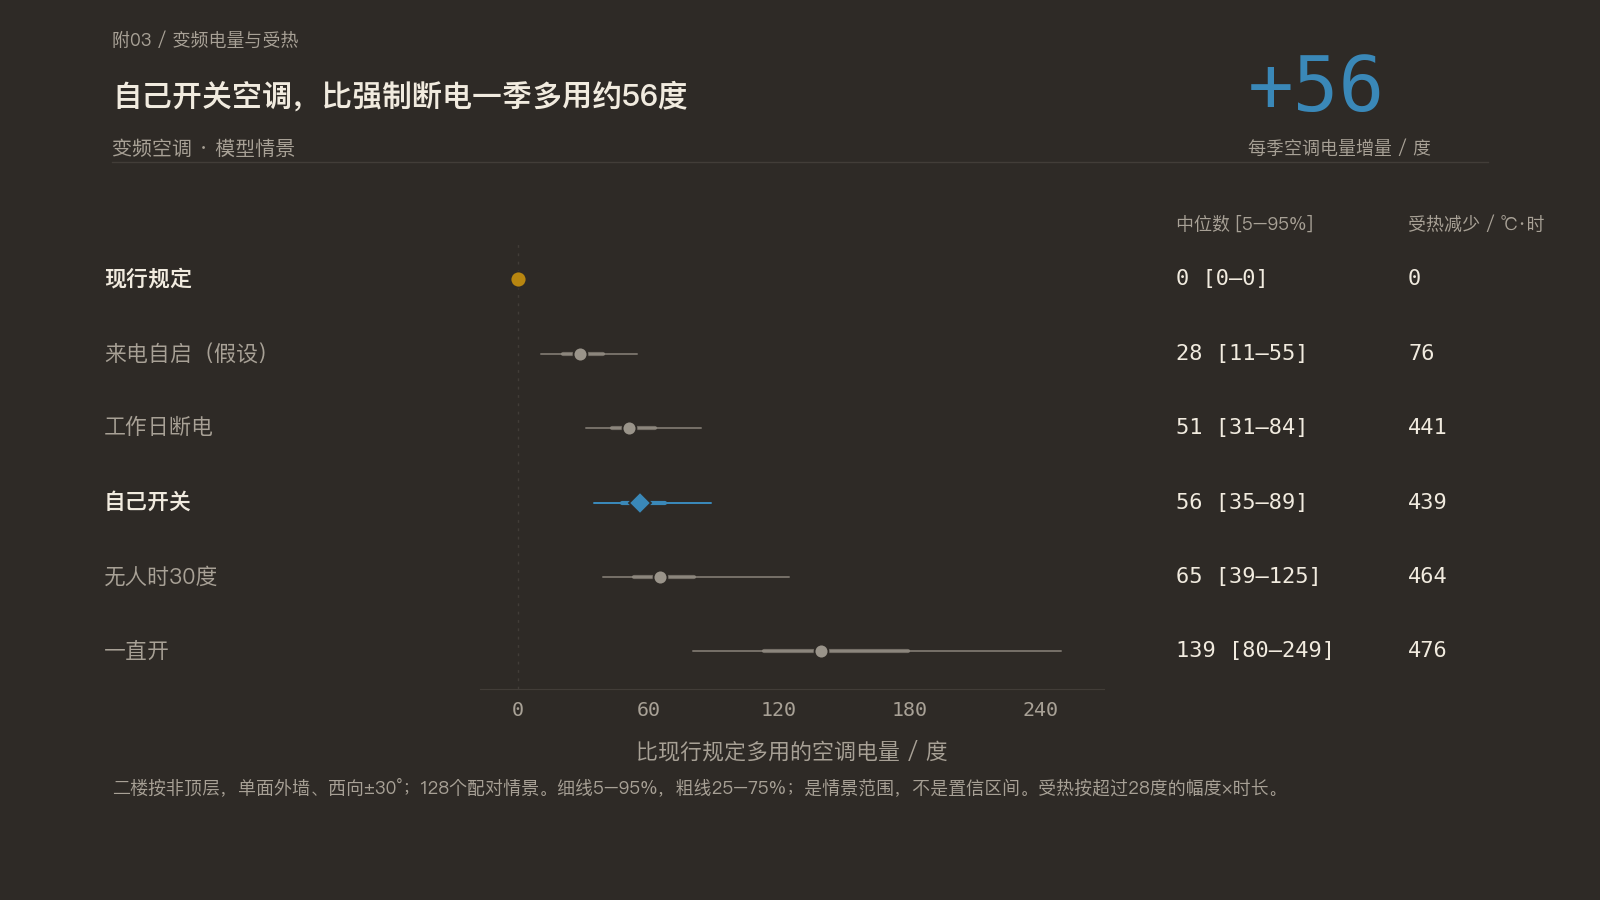 附03 / 变频电量与受热
自己开关空调，比强制断电一季多用约56度
变频空调 · 模型情景
+56
每季空调电量增量 / 度
中位数 [5–95%] 受热减少 / ℃·时
现行规定 0 [0–0] 0
来电自启（假设） 28 [11–55] 76
工作日断电 51 [31–84] 441
自己开关 56 [35–89] 439
无人时30度 65 [39–125] 464
一直开 139 [80–249] 476
0 60 120 180 240
比现行规定多用的空调电量 / 度
二楼按非顶层，单面外墙、西向±30°；128个配对情景。细线5–95%，粗线25–75%；是情景范围，不是置信区间。受热按超过28度的幅度×时长。